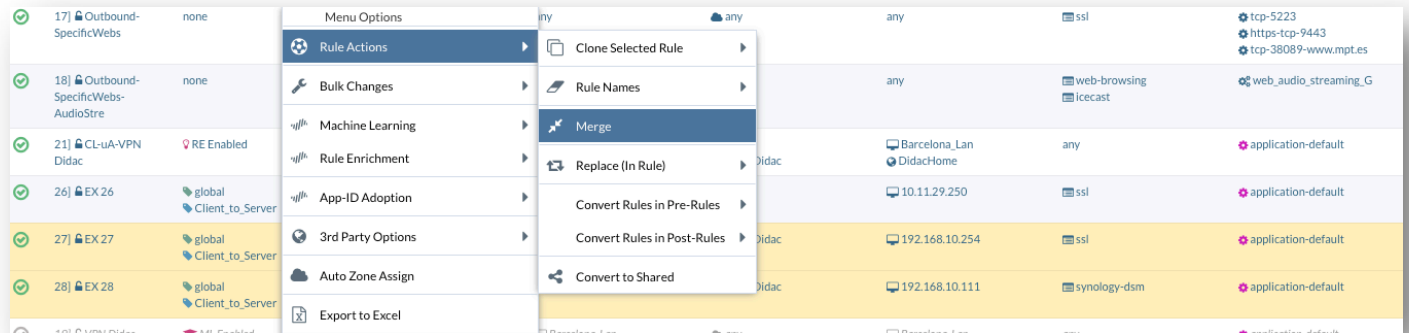 17] Outbound-
SpecificWebs
none
any
any
ssl
tcp-5223
https-tcp-9443
tcp-38089-www.mpt.es
18] Outbound-
SpecificWebs-
AudioStre
none
any
web-browsing
icecast
web_audio_streaming_G
21] CL-uA-VPN
Didac
RE Enabled
Didac
Barcelona_Lan
DidacHome
any
application-default
26] EX 26
global
Client_to_Server
10.11.29.250
ssl
application-default
27] EX 27
global
Client_to_Server
Didac
192.168.10.254
ssl
application-default
28] EX 28
global
Client_to_Server
Didac
192.168.10.111
synology-dsm
application-default
Menu Options
Rule Actions
Bulk Changes
Machine Learning
Rule Enrichment
App-ID Adoption
3rd Party Options
Auto Zone Assign
Export to Excel
Clone Selected Rule
Rule Names
Merge
Replace (In Rule)
Convert Rules in Pre-Rules
Convert Rules in Post-Rules
Convert to Shared